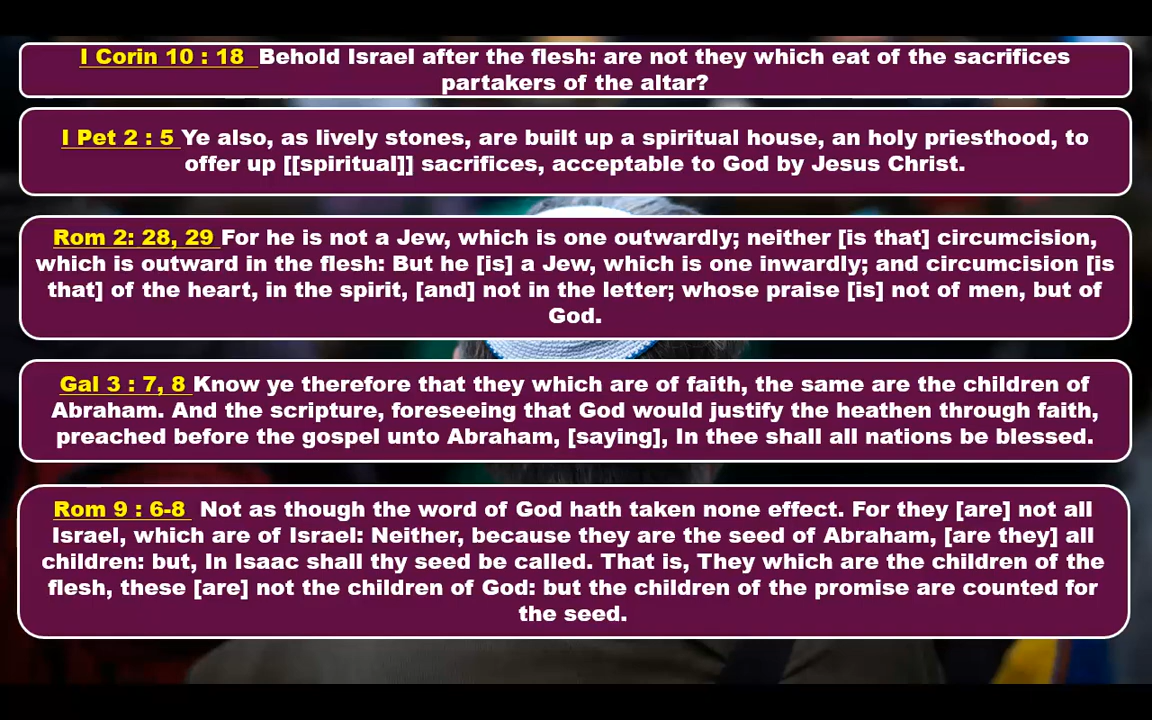 I Corin 10 : 18 Behold Israel after the flesh: are not they which eat of the sacrifices
partakers of the altar?
I Pet 2 : 5 Ye also, as lively stones, are built up a spiritual house, an holy priesthood, to
offer up [[spiritual]] sacrifices, acceptable to God by Jesus Christ.
Rom 2: 28, 29 For he is not a Jew, which is one outwardly; neither [is that] circumcision,
which is outward in the flesh: But he [is] a Jew, which is one inwardly; and circumcision [is
that] of the heart, in the spirit, [and] not in the letter; whose praise [is] not of men, but of
God.
Gal 3 : 7, 8 Know ye therefore that they which are of faith, the same are the children of
Abraham. And the scripture, foreseeing that God would justify the heathen through faith,
preached before the gospel unto Abraham, [saying], In thee shall all nations be blessed.
Rom 9 : 6-8 Not as though the word of God hath taken none effect. For they [are] not all
Israel, which are of Israel: Neither, because they are the seed of Abraham, [are they] all
children: but, In Isaac shall thy seed be called. That is, They which are the children of the
flesh, these [are] not the children of God: but the children of the promise are counted for
the seed.